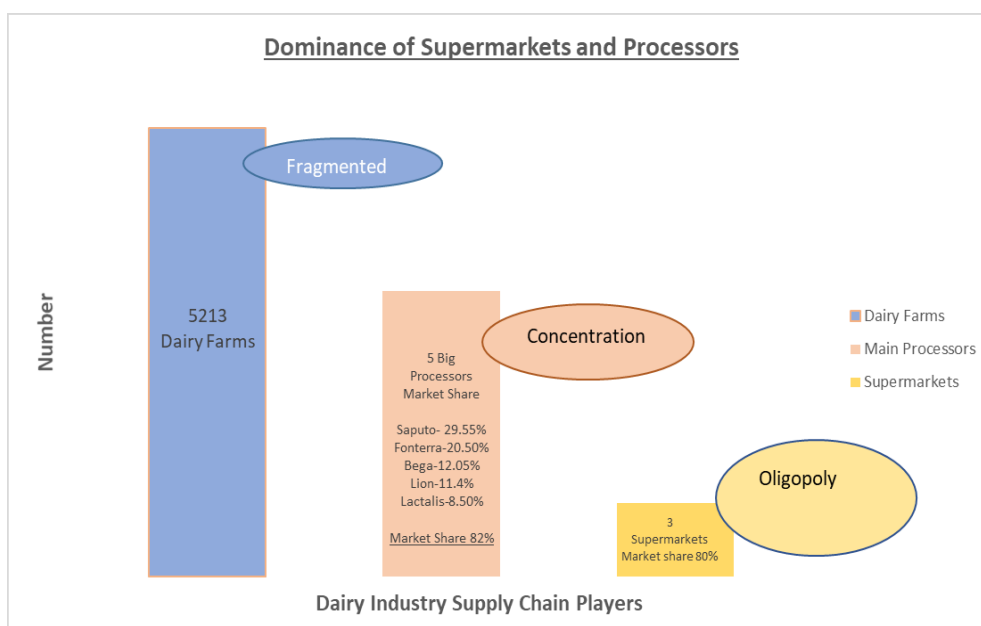 Dominance of Supermarkets and Processors
Number
5213
Dairy Farms
Fragmented
5 Big
Processors
Market Share
Saputo- 29.55%
Fonterra-20.50%
Bega-12.05%
Lion-11.4%
Lactalis-8.50%
Market Share 82%
Concentration
3
Supermarkets
Market share 80%
Oligopoly
Dairy Farms
Main Processors
Supermarkets
Dairy Industry Supply Chain Players